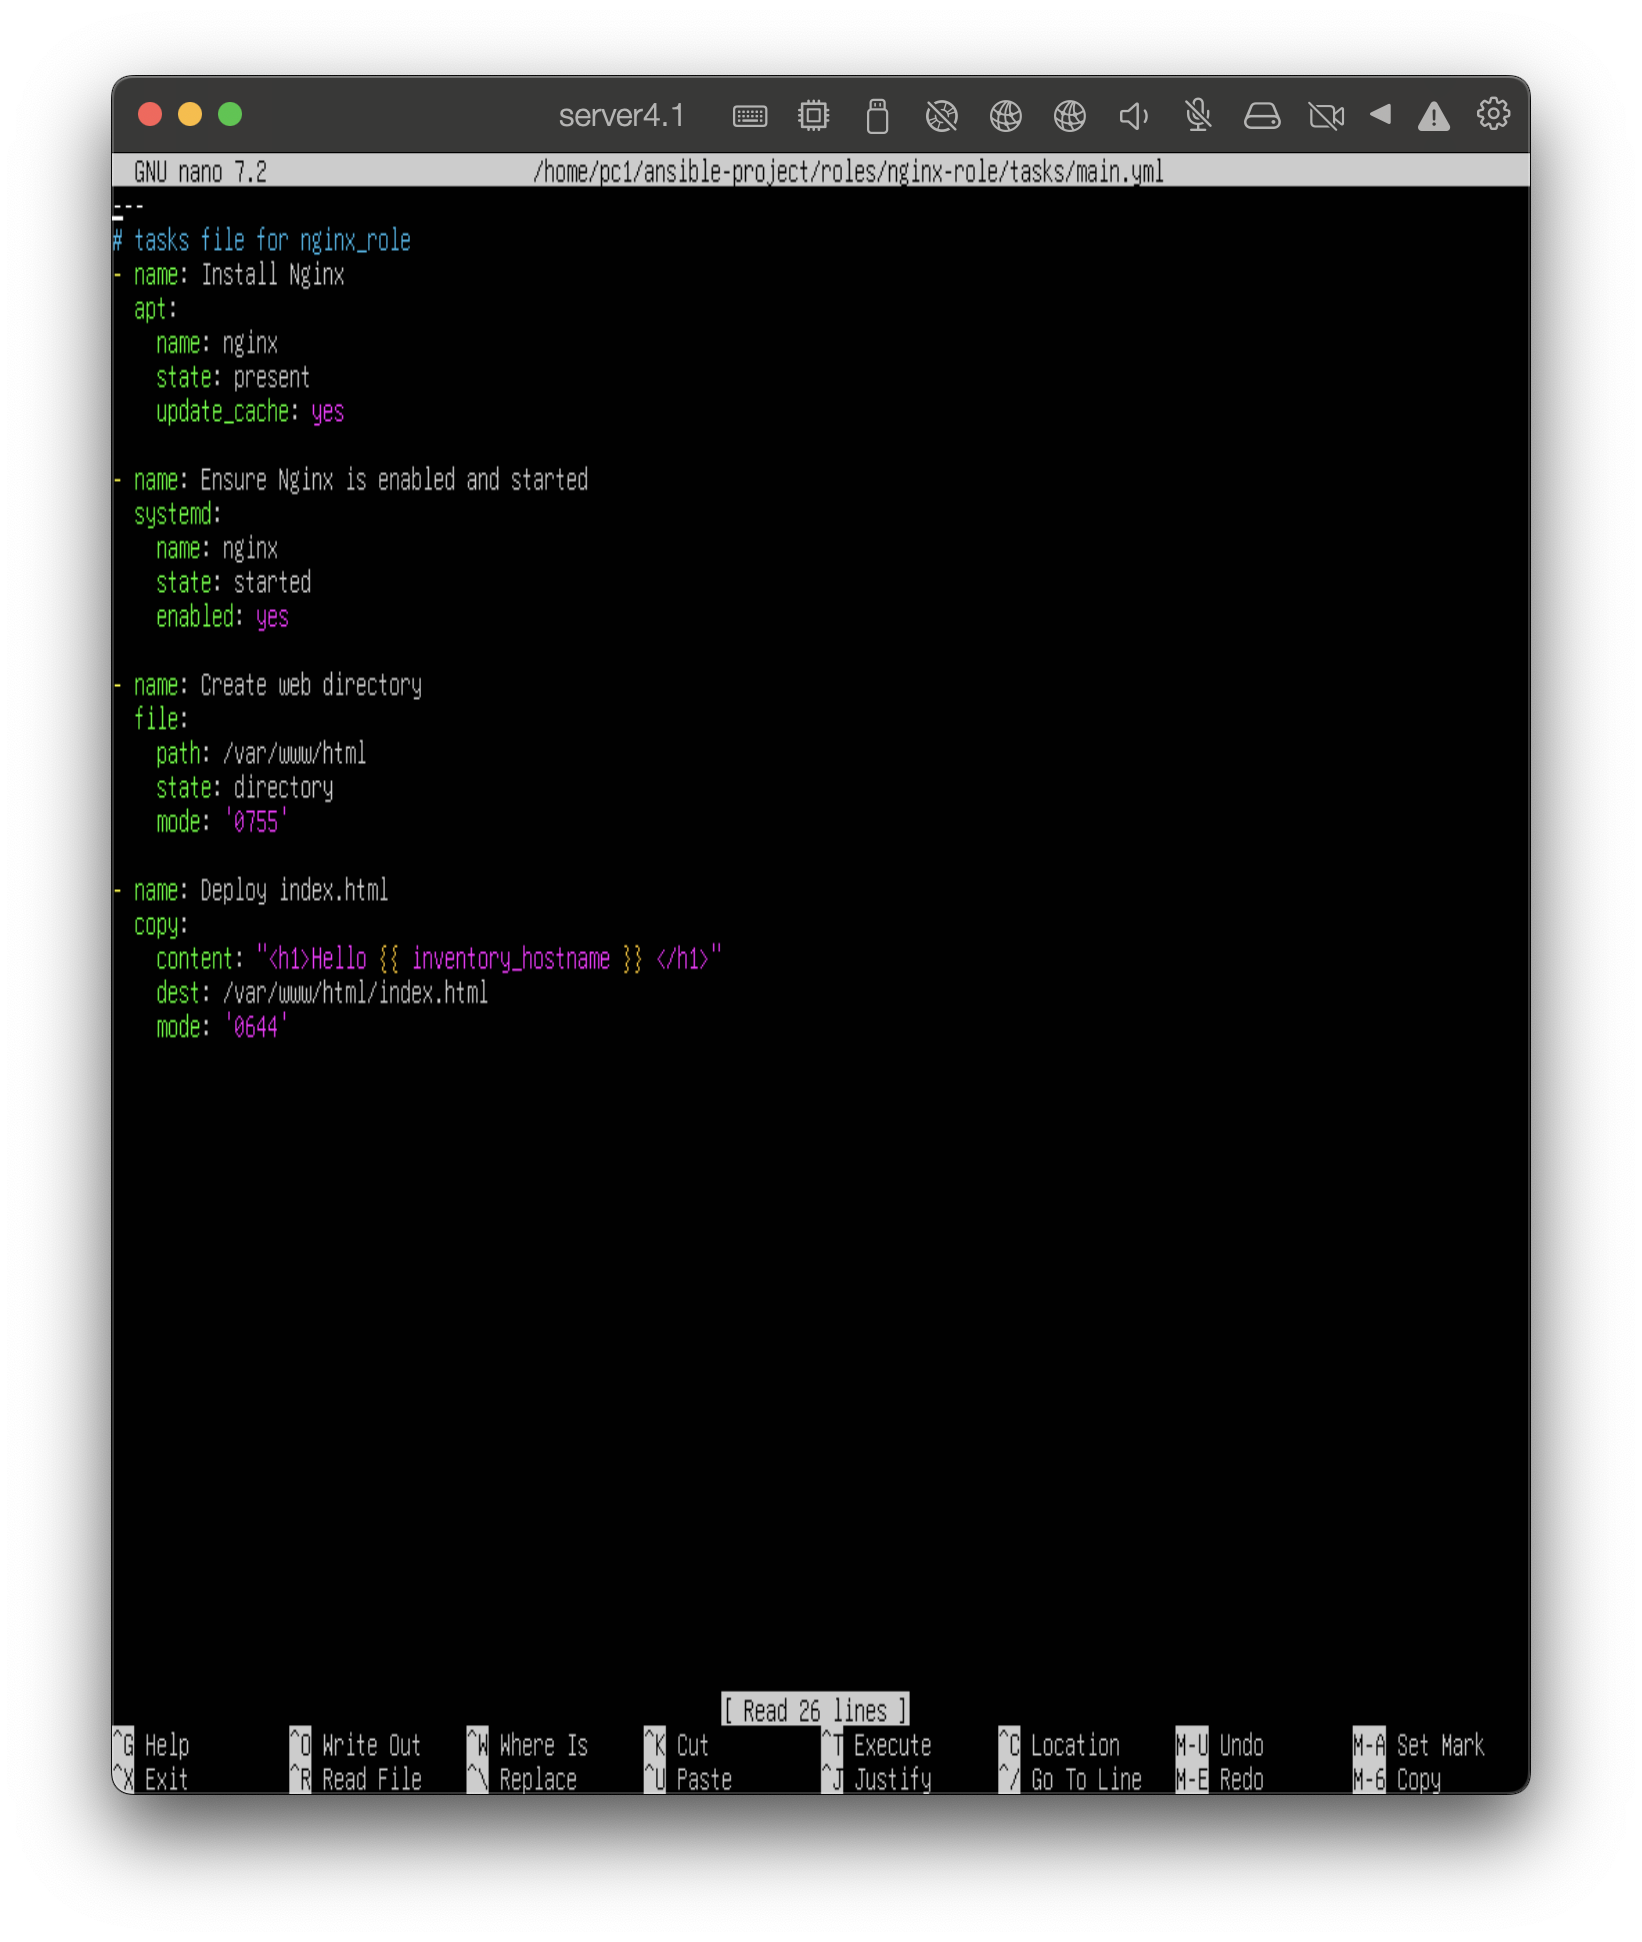 server4.1
GNU nano 7.2 /home/pc1/ansible-project/roles/nginx-role/tasks/main.yml
---
# tasks file for nginx_role
- name: Install Nginx
  apt:
    name: nginx
    state: present
    update_cache: yes

- name: Ensure Nginx is enabled and started
  systemd:
    name: nginx
    state: started
    enabled: yes

- name: Create web directory
  file:
    path: /var/www/html
    state: directory
    mode: '0755'

- name: Deploy index.html
  copy:
    content: "<h1>Hello {{ inventory_hostname }} </h1>"
    dest: /var/www/html/index.html
    mode: '0644'

[ Read 26 lines ]
^G Help ^O Write Out ^W Where Is ^K Cut ^T Execute ^C Location M-U Undo M-A Set Mark
^X Exit ^R Read File ^\ Replace ^U Paste ^J Justify ^/ Go To Line M-E Redo M-6 Copy